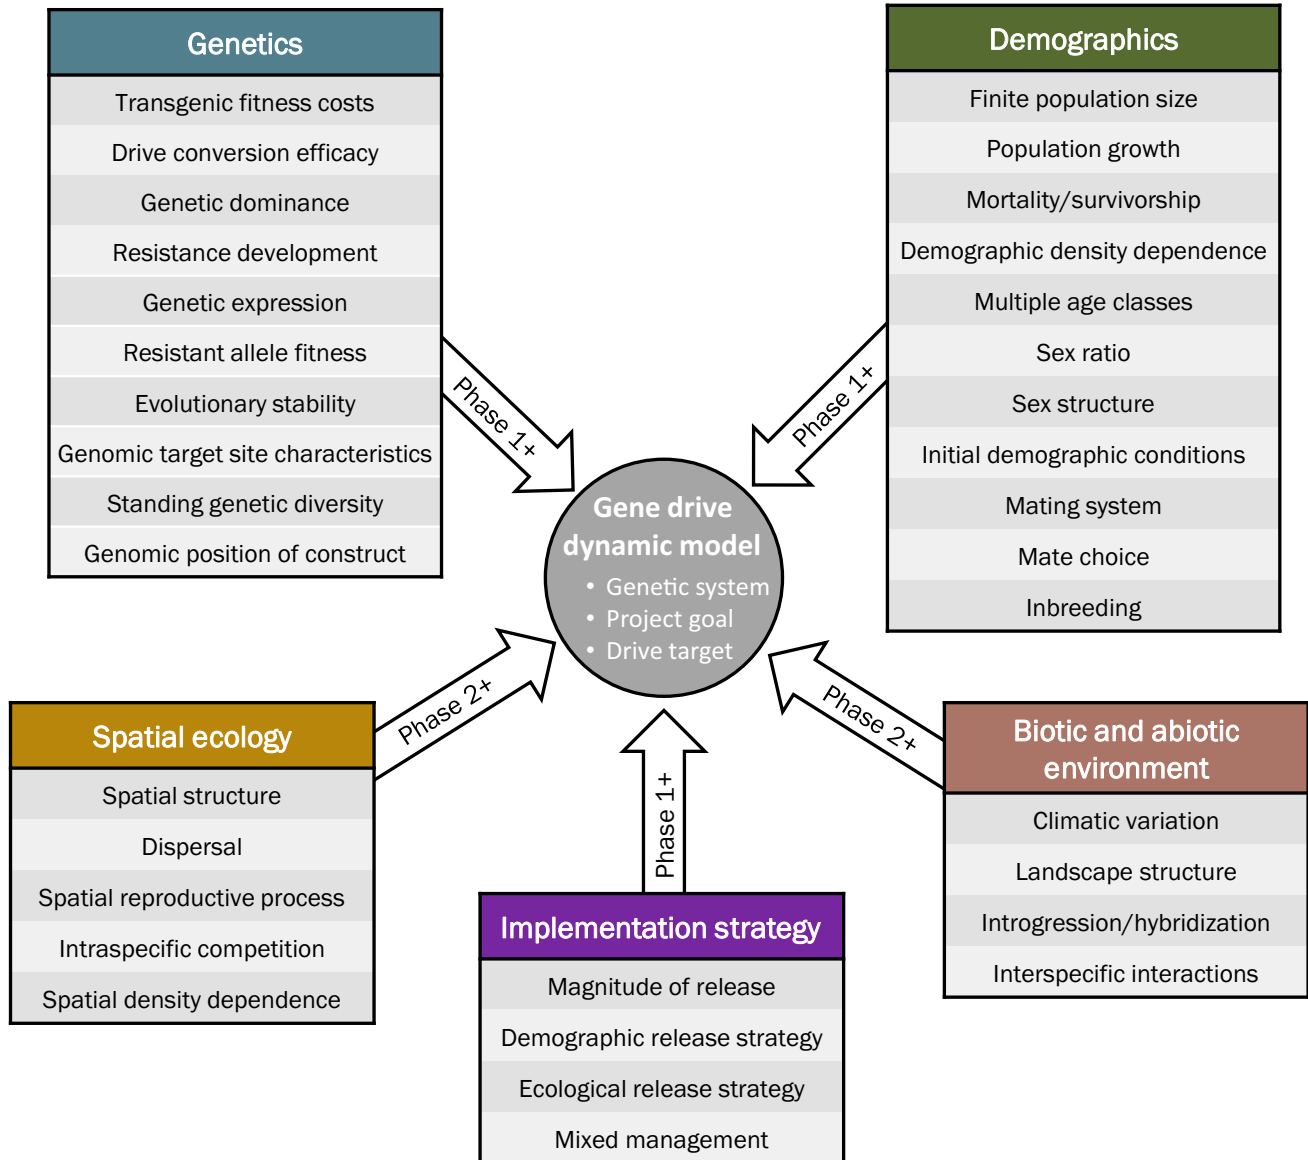 Genetics
Transgenic fitness costs
Drive conversion efficacy
Genetic dominance
Resistance development
Genetic expression
Resistant allele fitness
Evolutionary stability
Genomic target site characteristics
Standing genetic diversity
Genomic position of construct
Phase 1+
Demographics
Finite population size
Population growth
Mortality/survivorship
Demographic density dependence
Multiple age classes
Sex ratio
Sex structure
Initial demographic conditions
Mating system
Mate choice
Inbreeding
Phase 1+
Gene drive
dynamic model
• Genetic system
• Project goal
• Drive target
Spatial ecology
Spatial structure
Dispersal
Spatial reproductive process
Intraspecific competition
Spatial density dependence
Phase 2+
Phase 1+
Implementation strategy
Magnitude of release
Demographic release strategy
Ecological release strategy
Mixed management
Phase 2+
Biotic and abiotic
environment
Climatic variation
Landscape structure
Introgression/hybridization
Interspecific interactions